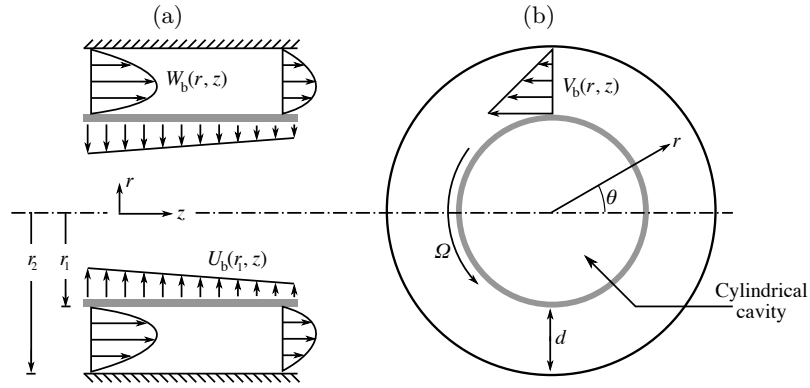 (a) (b)
W_b(r, z)
V_b(r, z)
r
r
θ
z
r_2 r_1
U_b(r_1, z)
Ω
Cylindrical
cavity
d